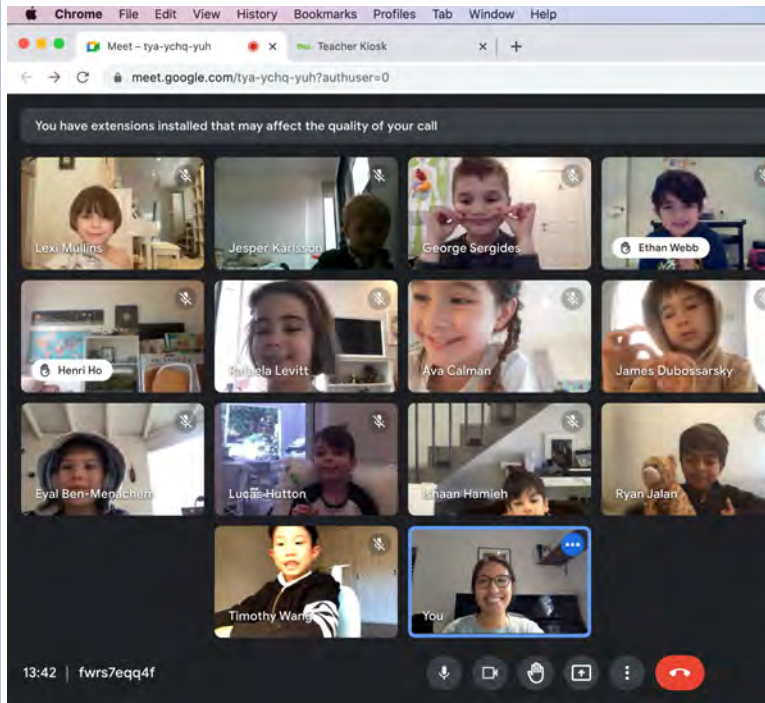 Chrome File Edit View History Bookmarks Profiles Tab Window Help
Meet – tya-ychq-yuh
Teacher Kiosk
meet.google.com/tya-ychq-yuh?authuser=0
You have extensions installed that may affect the quality of your call
Lexi Mullins
Jesper Karlsson
George Sergides
Ethan Webb
Henri Ho
Levitt
Ava Calman
James Dubossarsky
Eyal Ben-Menachem
Lucas Hutton
Ishaan Hamieh
Ryan Jalan
Timothy Wang
You
13:42 | fwrs7eqq4f